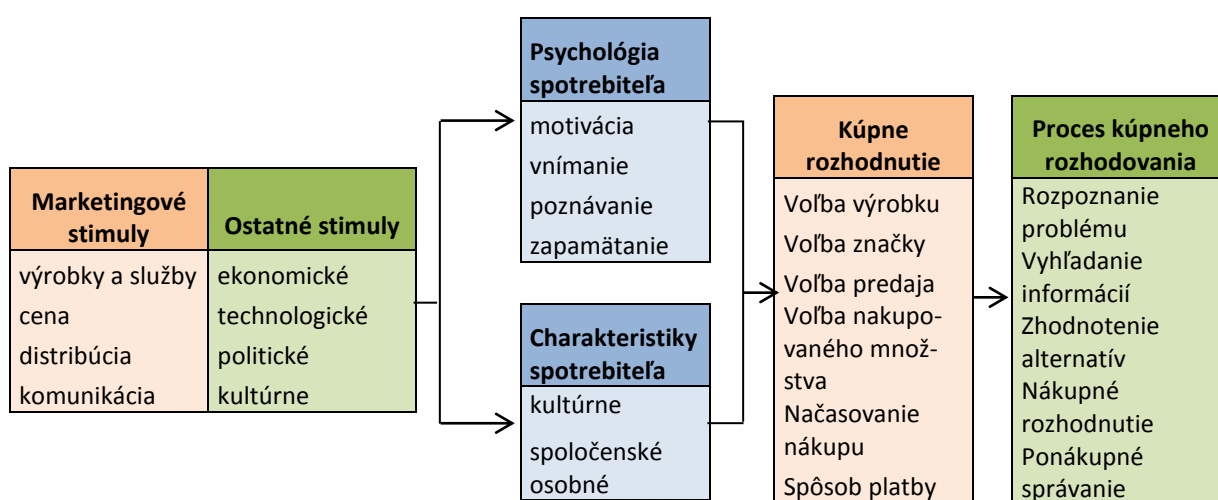 Marketingové
stimuly
výrobky a služby
cena
distribúcia
komunikácia
Ostatné stimuly
ekonomické
technologické
politické
kultúrne
Psychológia
spotrebiteľa
motivácia
vnímanie
poznávanie
zapamätanie
Charakteristiky
spotrebiteľa
kultúrne
spoločenské
osobné
Kúpne
rozhodnutie
Voľba výrobku
Voľba značky
Voľba predaja
Voľba nakupo-
vaného množ-
stva
Načasovanie
nákupu
Spôsob platby
Proces kúpneho
rozhodovania
Rozpoznanie
problému
Vyhľadanie
informácií
Zhodnotenie
alternatív
Nákupné
rozhodnutie
Ponákupné
správanie